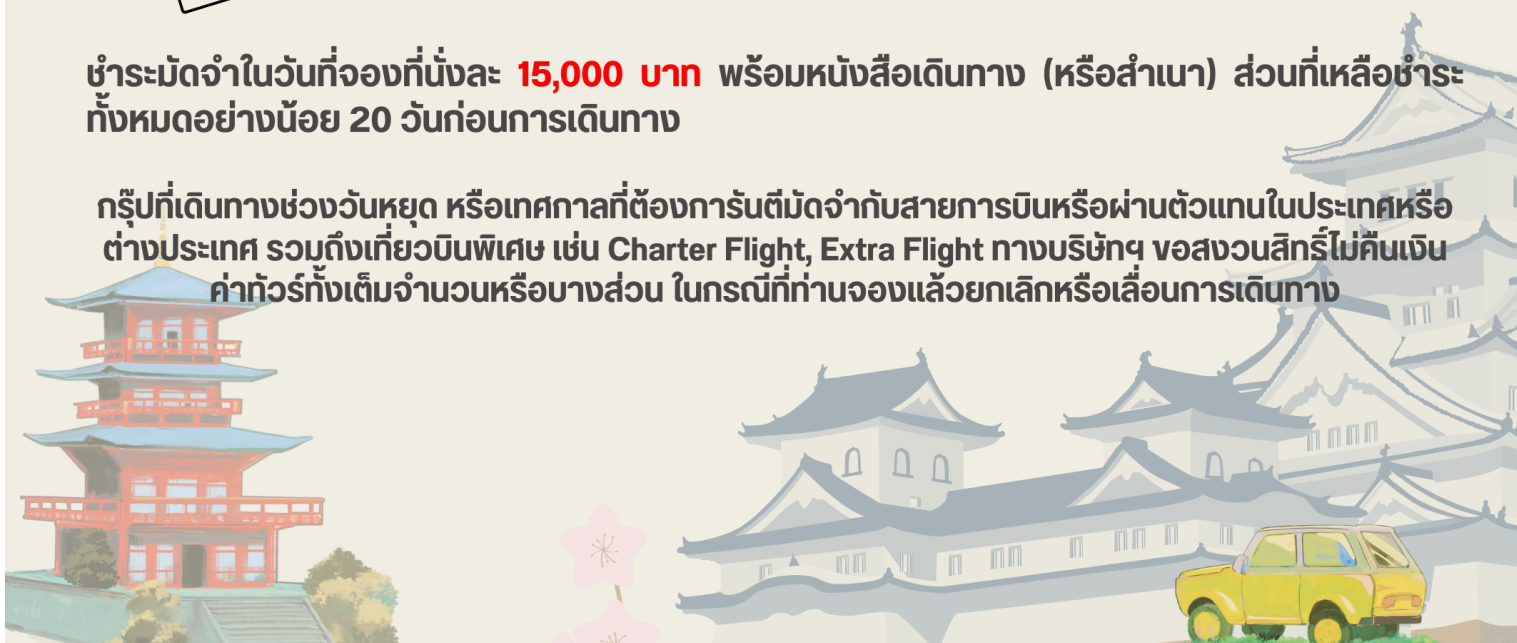 ชำระมัดจำในวันที่จองที่นั่งละ 15,000 บาท พร้อมหนังสือเดินทาง (หรือสำเนา) ส่วนที่เหลือชำระ
ทั้งหมดอย่างน้อย 20 วันก่อนการเดินทาง
กรุ๊ปที่เดินทางช่วงวันหยุด หรือเทศกาลที่ต้องการันตีมัดจำกับสายการบินหรือผ่านตัวแทนในประเทศหรือ
ต่างประเทศ รวมถึงเที่ยวบินพิเศษ เช่น Charter Flight, Extra Flight ทางบริษัทฯ ขอสงวนสิทธิ์ไม่คืนเงิน
ค่าทัวร์ทั้งเต็มจำนวนหรือบางส่วน ในกรณีที่ท่านจองแล้วยกเลิกหรือเลื่อนการเดินทาง